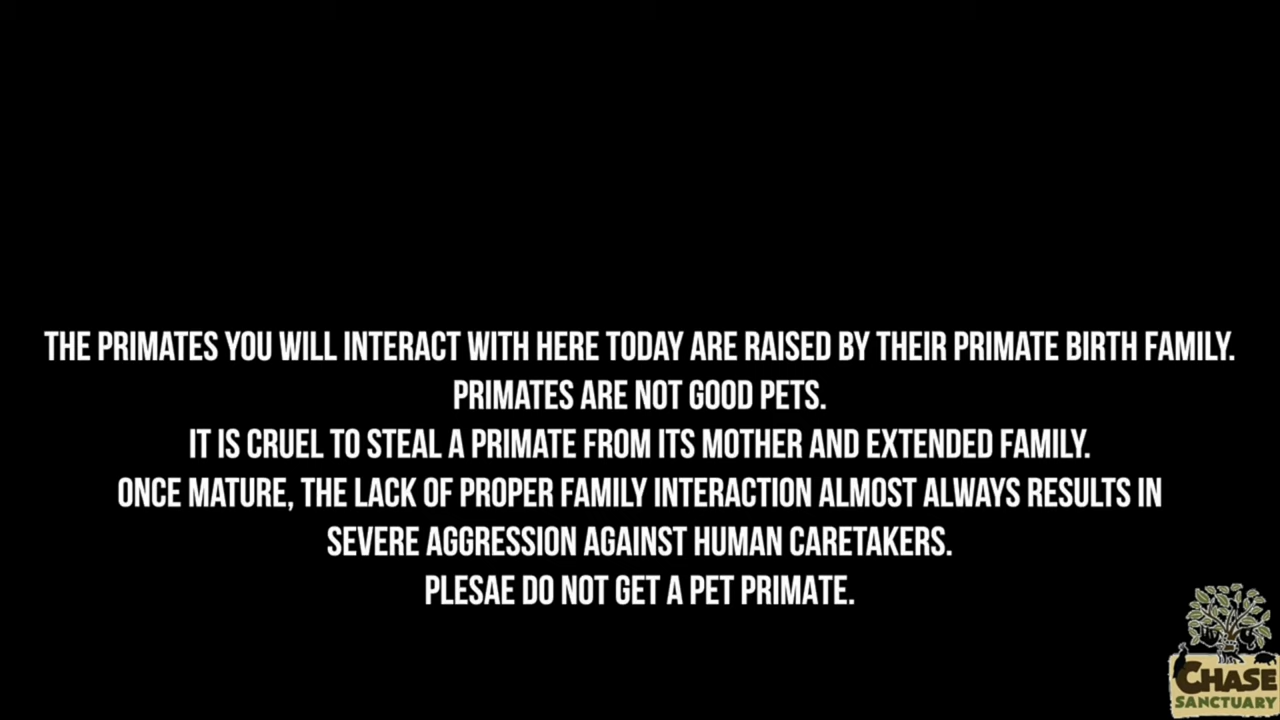 THE PRIMATES YOU WILL INTERACT WITH HERE TODAY ARE RAISED BY THEIR PRIMATE BIRTH FAMILY.
PRIMATES ARE NOT GOOD PETS.
IT IS CRUEL TO STEAL A PRIMATE FROM ITS MOTHER AND EXTENDED FAMILY.
ONCE MATURE, THE LACK OF PROPER FAMILY INTERACTION ALMOST ALWAYS RESULTS IN
SEVERE AGGRESSION AGAINST HUMAN CARETAKERS.
PLESAE DO NOT GET A PET PRIMATE.
CHASE
SANCTUARY